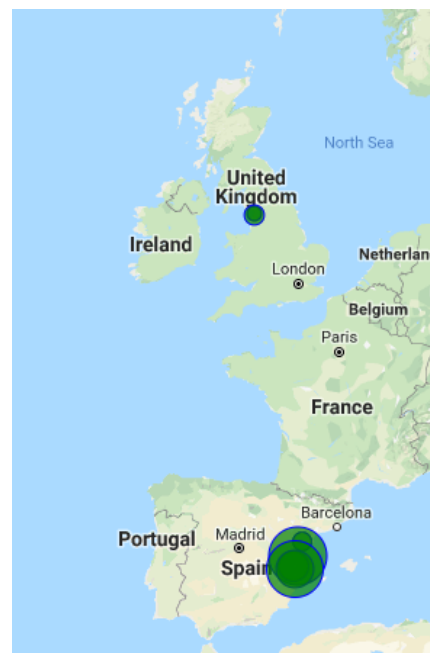 North Sea
United
Kingdom
Ireland
London
Netherlan
Belgium
Paris
France
Barcelona
Portugal
Madrid
Spain